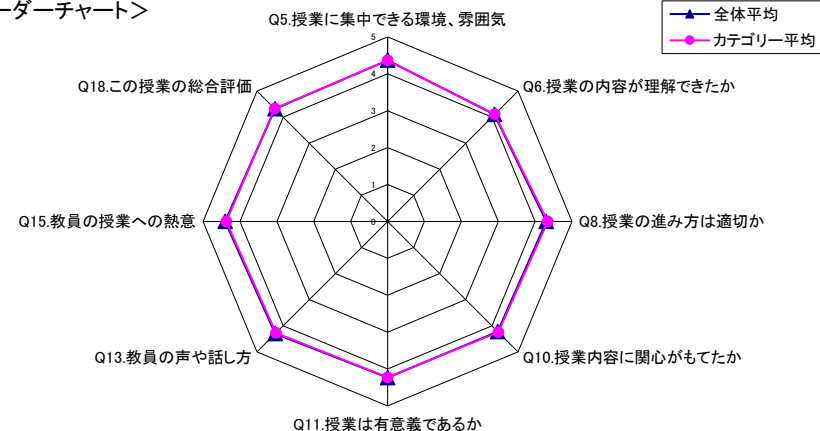 ーダーチャート＞
全体平均
カテゴリー平均
Q5.授業に集中できる環境、雰囲気
Q18.この授業の総合評価
Q6.授業の内容が理解できたか
Q15.教員の授業への熱意
Q8.授業の進み方は適切か
Q13.教員の声や話し方
Q10.授業内容に関心がもてたか
Q11.授業は有意義であるか
5
4
3
2
1
0